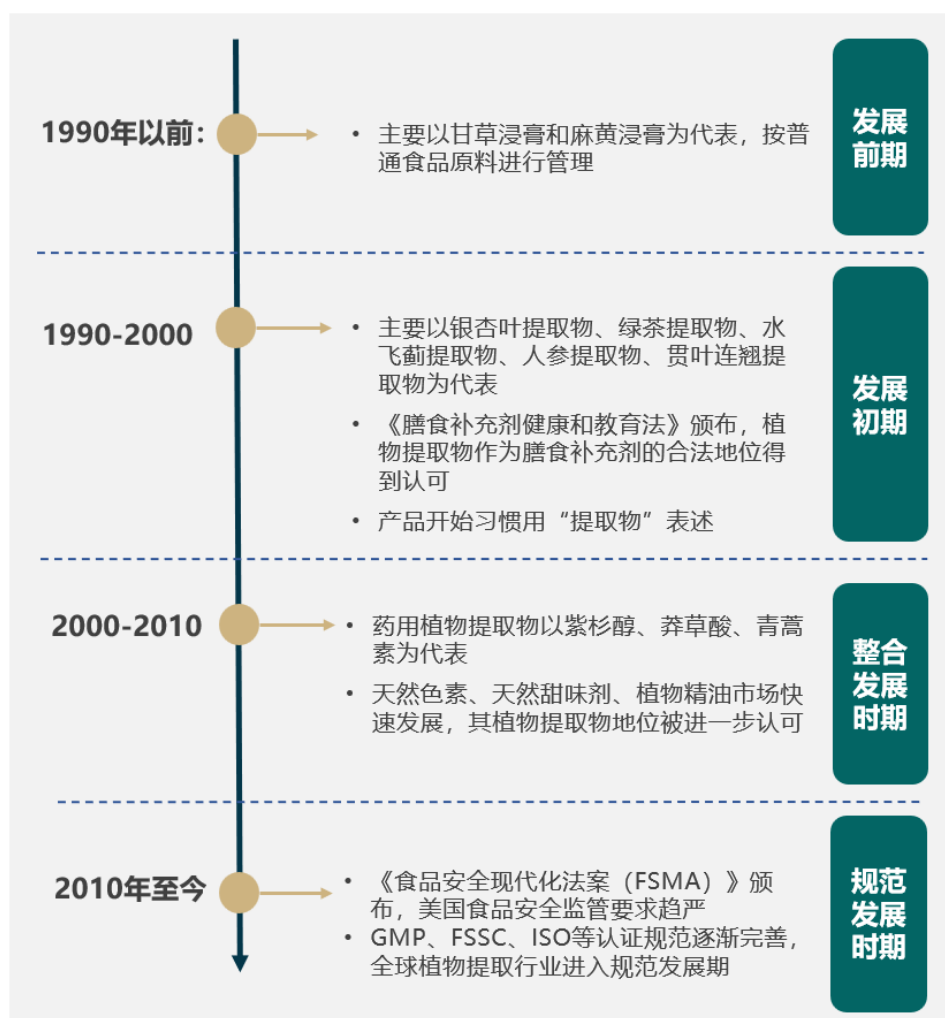 1990年以前：
• 主要以甘草浸膏和麻黄浸膏为代表，按普
通食品原料进行管理
发展
前期
1990-2000
• 主要以银杏叶提取物、绿茶提取物、水
飞蓟提取物、人参提取物、贯叶连翘提
取物为代表
• 《膳食补充剂健康和教育法》颁布，植
物提取物作为膳食补充剂的合法地位得
到认可
• 产品开始习惯用“提取物”表述
发展
初期
2000-2010
• 药用植物提取物以紫杉醇、莽草酸、青蒿
素为代表
• 天然色素、天然甜味剂、植物精油市场快
速发展，其植物提取物地位被进一步认可
整合
发展
时期
2010年至今
• 《食品安全现代化法案（FSMA）》颁
布，美国食品安全监管要求趋严
• GMP、FSSC、ISO等认证规范逐渐完善，
全球植物提取行业进入规范发展期
规范
发展
时期